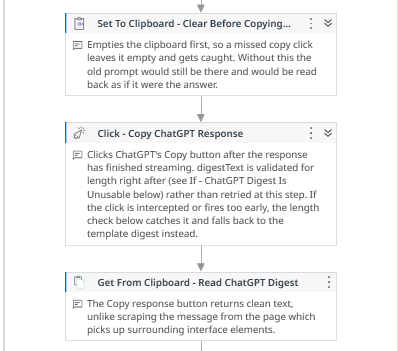 Set To Clipboard - Clear Before Copying...
Empties the clipboard first, so a missed copy click
leaves it empty and gets caught. Without this the
old prompt would still be there and would be read
back as if it were the answer.
Click - Copy ChatGPT Response
Clicks ChatGPT's Copy button after the response
has finished streaming. digestText is validated for
length right after (see If - ChatGPT Digest Is
Unusable below) rather than retried at this step. If
the click is intercepted or fires too early, the length
check below catches it and falls back to the
template digest instead.
Get From Clipboard - Read ChatGPT Digest
The Copy response button returns clean text,
unlike scraping the message from the page which
picks up surrounding interface elements.